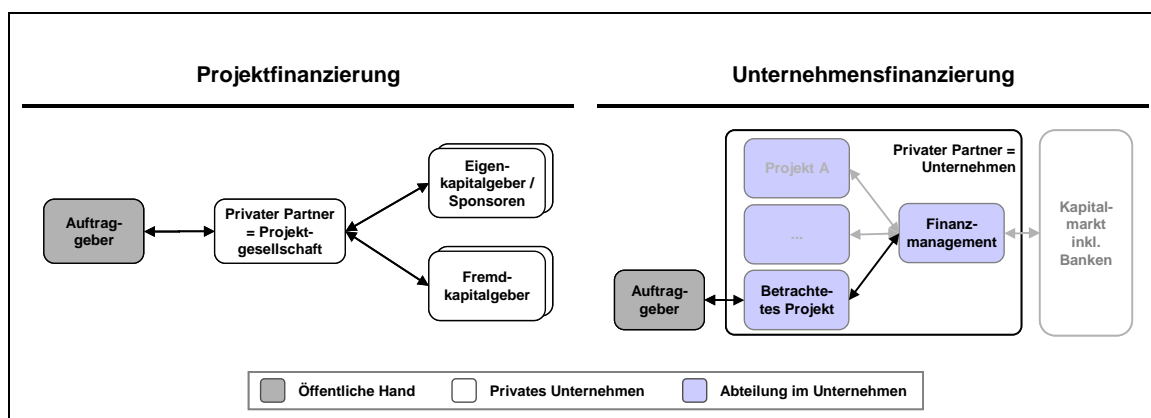 Projektfinanzierung
Auftrag-
geber
Privater Partner
= Projekt-
gesellschaft
Eigen-
kapitalgeber /
Sponsoren
Fremd-
kapitalgeber
Unternehmensfinanzierung
Privater Partner =
Unternehmen
Projekt A
...
Auftrag-
geber
Betrachte-
tes Projekt
Finanz-
management
Kapital-
markt
inkl.
Banken
Öffentliche Hand
Privates Unternehmen
Abteilung im Unternehmen